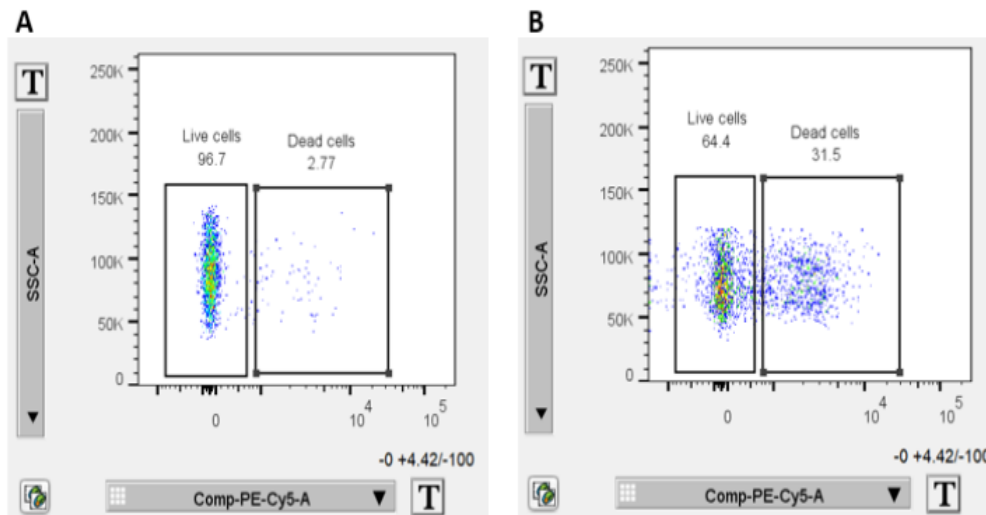 A
T
250K
200K
Live cells
96.7
Dead cells
2.77
150K
100K
50K
0
SSC-A
0 10^4 10^5
-0 +4.42/-100
Comp-PE-Cy5-A
T
B
T
250K
200K
Live cells
64.4
Dead cells
31.5
150K
100K
50K
0
SSC-A
0 10^4 10^5
-0 +4.42/-100
Comp-PE-Cy5-A
T